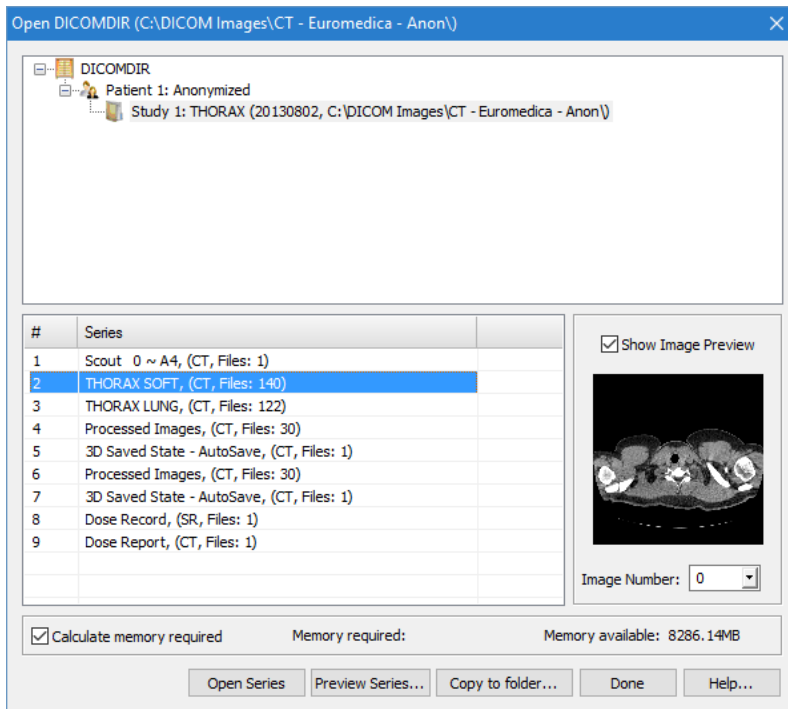 Open DICOMDIR (C:\DICOM Images\CT - Euromedica - Anon\)
DICOMDIR
Patient 1: Anonymized
Study 1: THORAX (20130802, C:\DICOM Images\CT - Euromedica - Anon\)
# Series
1 Scout 0 ~ A4, (CT, Files: 1)
2 THORAX SOFT, (CT, Files: 140)
3 THORAX LUNG, (CT, Files: 122)
4 Processed Images, (CT, Files: 30)
5 3D Saved State - AutoSave, (CT, Files: 1)
6 Processed Images, (CT, Files: 30)
7 3D Saved State - AutoSave, (CT, Files: 1)
8 Dose Record, (SR, Files: 1)
9 Dose Report, (CT, Files: 1)
Show Image Preview
Image Number: 0
Calculate memory required Memory required: Memory available: 8286.14MB
Open Series Preview Series... Copy to folder... Done Help...